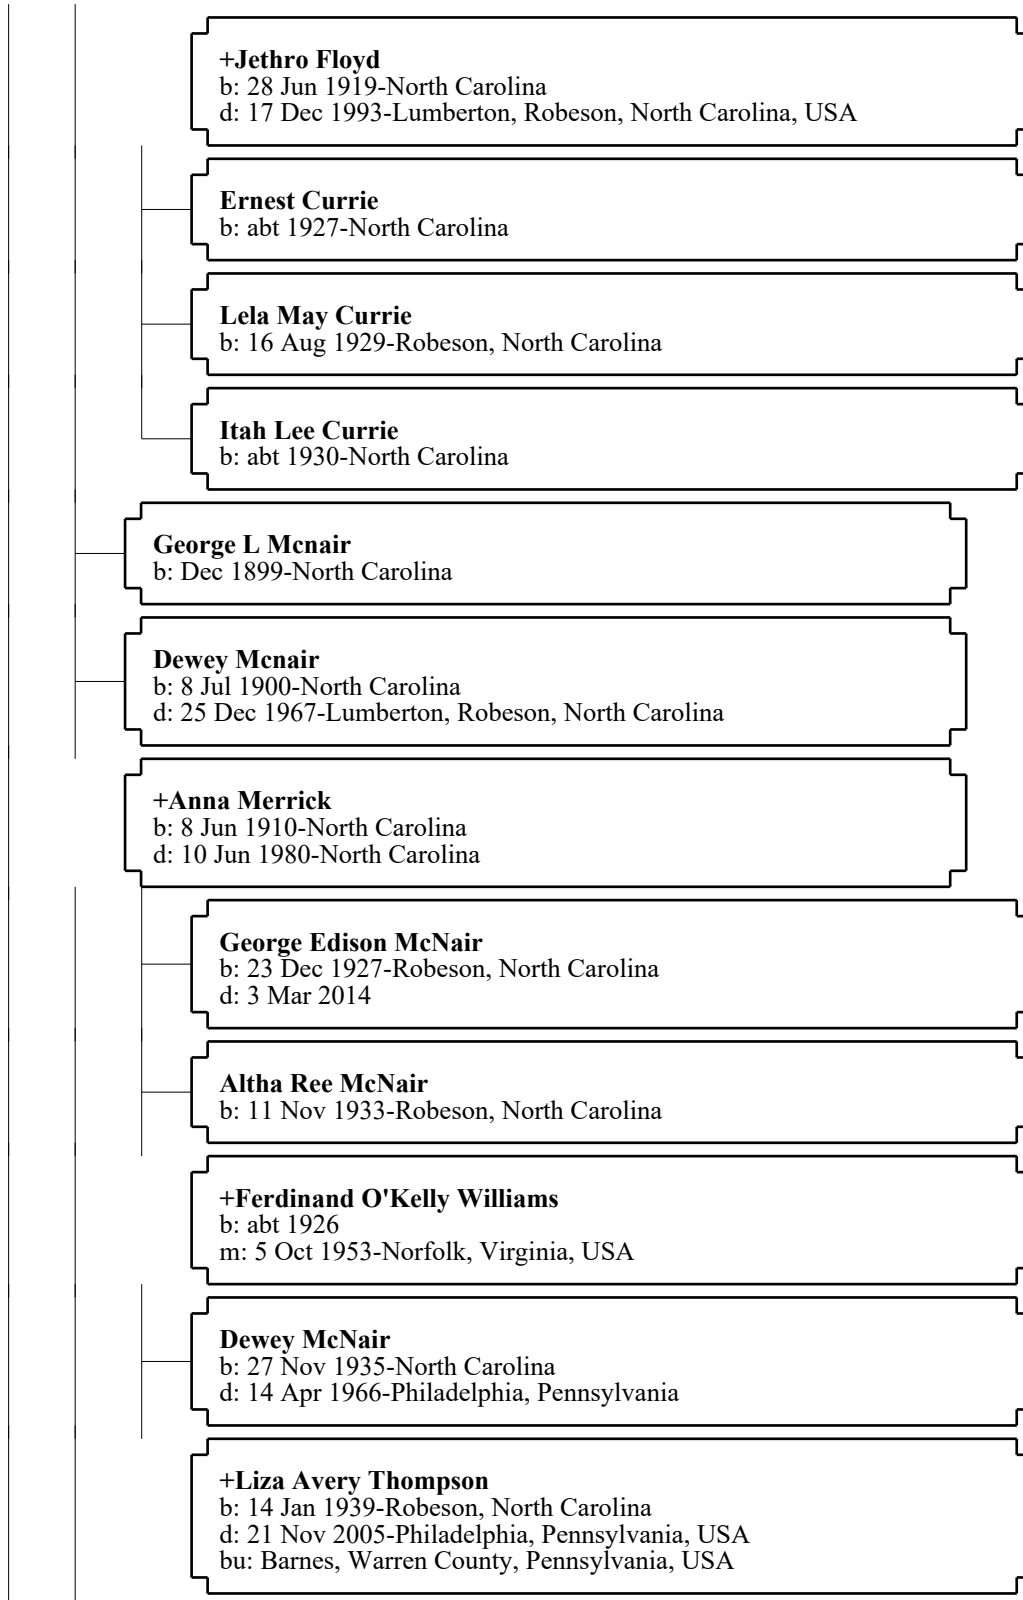 +Jethro Floyd
b: 28 Jun 1919-North Carolina
d: 17 Dec 1993-Lumberton, Robeson, North Carolina, USA
Ernest Currie
b: abt 1927-North Carolina
Lela May Currie
b: 16 Aug 1929-Robeson, North Carolina
Itah Lee Currie
b: abt 1930-North Carolina
George L Mcnair
b: Dec 1899-North Carolina
Dewey Mcnair
b: 8 Jul 1900-North Carolina
d: 25 Dec 1967-Lumberton, Robeson, North Carolina
+Anna Merrick
b: 8 Jun 1910-North Carolina
d: 10 Jun 1980-North Carolina
George Edison McNair
b: 23 Dec 1927-Robeson, North Carolina
d: 3 Mar 2014
Altha Ree McNair
b: 11 Nov 1933-Robeson, North Carolina
+Ferdinand O'Kelly Williams
b: abt 1926
m: 5 Oct 1953-Norfolk, Virginia, USA
Dewey McNair
b: 27 Nov 1935-North Carolina
d: 14 Apr 1966-Philadelphia, Pennsylvania
+Liza Avery Thompson
b: 14 Jan 1939-Robeson, North Carolina
d: 21 Nov 2005-Philadelphia, Pennsylvania, USA
bu: Barnes, Warren County, Pennsylvania, USA